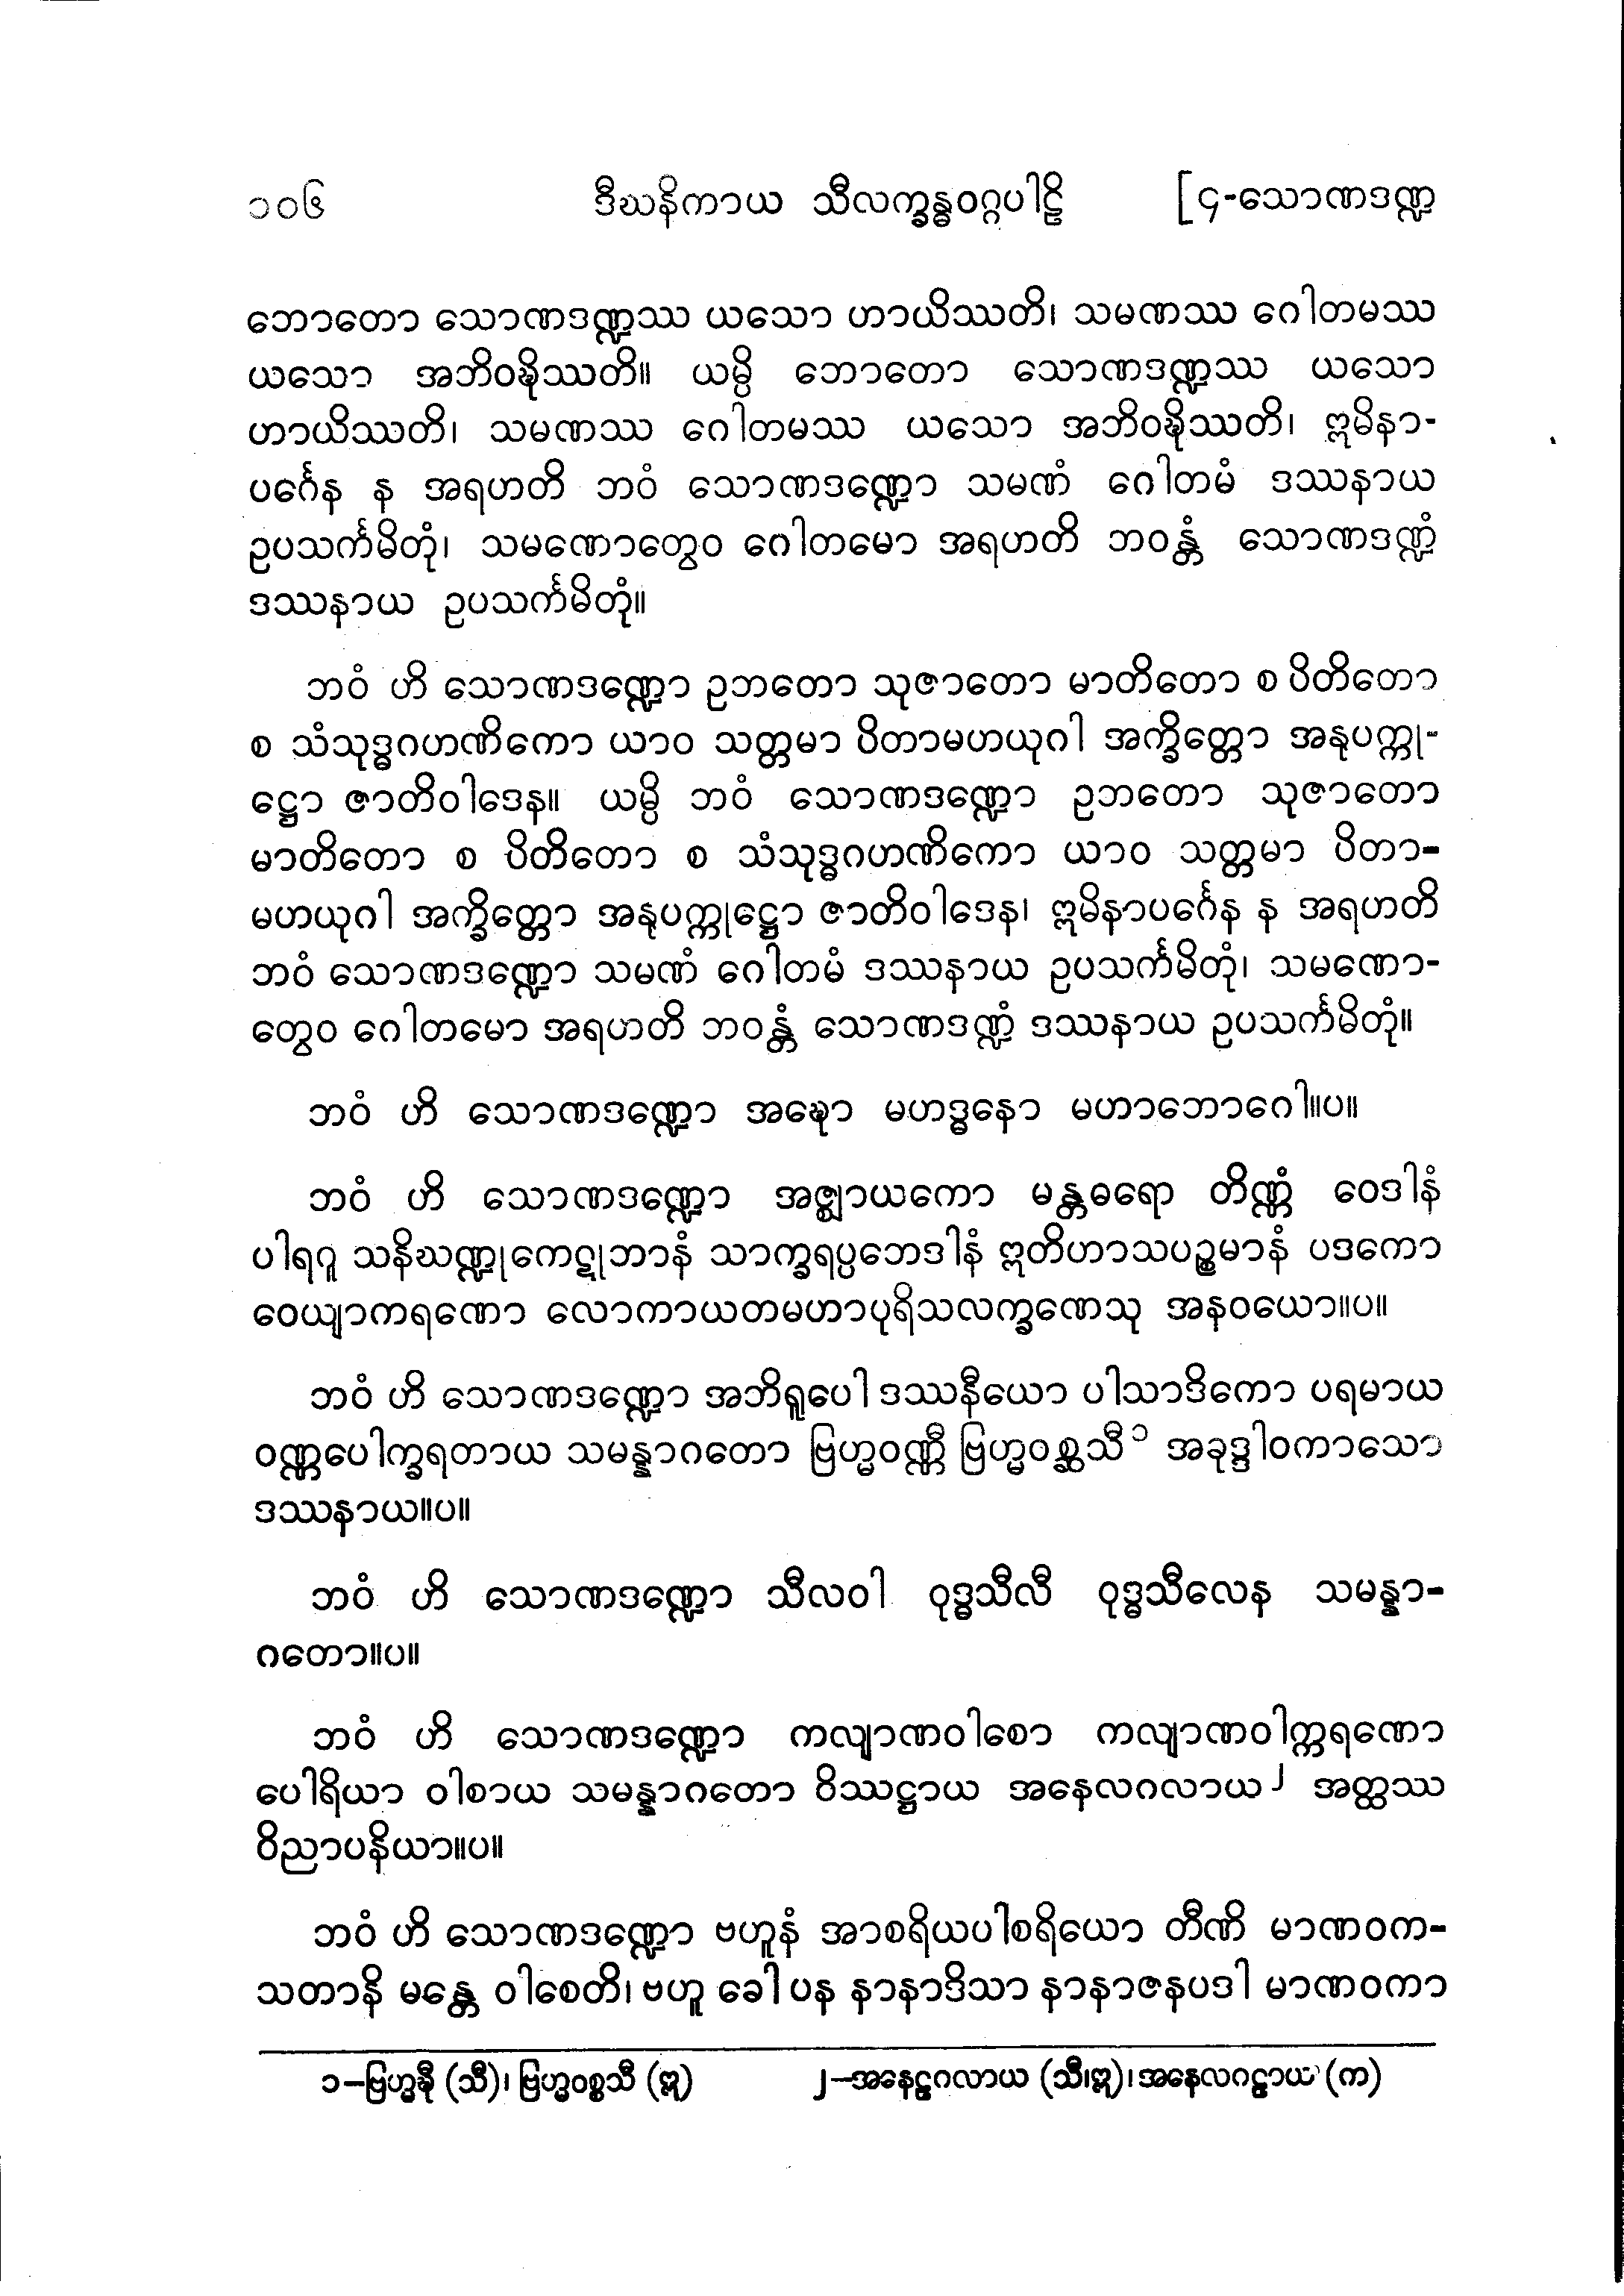 ၁၀၆ ဒီဃနိကာယ သီလက္ခန္ဓဝဂ္ဂပါဠိ [၄-သောဏဒဏ္ဍ
ဘောတော သောဏဒဏ္ဍဿ ယသော ဟာယိဿတိ၊ သမဏဿ ဂေါတမဿ
ယသော အဘိဝဍ္ဎိဿတိ။ ယမ္ပိ ဘောတော သောဏဒဏ္ဍဿ ယသော
ဟာယိဿတိ၊ သမဏဿ ဂေါတမဿ ယသော အဘိဝဍ္ဎိဿတိ၊ ဣမိနာ-
ပင်္ဂေန န အရဟတိ ဘဝံ သောဏဒဏ္ဍော သမဏံ ဂေါတမံ ဒဿနာယ
ဥပသင်္ကမိတုံ၊ သမဏောတွေဝ ဂေါတမော အရဟတိ ဘဝန္တံ သောဏဒဏ္ဍံ
ဒဿနာယ ဥပသင်္ကမိတုံ။
ဘဝံ ဟိ သောဏဒဏ္ဍော ဥဘတော သုဇာတော မာတိတော စ ပိတိတော
စ သံသုဒ္ဓဂဟဏိကော ယာဝ သတ္တမာ ပိတာမဟယုဂါ အက္ခိတ္တော အနုပက္ကု-
ဋ္ဌော ဇာတိဝါဒေန။ ယမ္ပိ ဘဝံ သောဏဒဏ္ဍော ဥဘတော သုဇာတော
မာတိတော စ ပိတိတော စ သံသုဒ္ဓဂဟဏိကော ယာဝ သတ္တမာ ပိတာ-
မဟယုဂါ အက္ခိတ္တော အနုပက္ကုဋ္ဌော ဇာတိဝါဒေန၊ ဣမိနာပင်္ဂေန န အရဟတိ
ဘဝံ သောဏဒဏ္ဍော သမဏံ ဂေါတမံ ဒဿနာယ ဥပသင်္ကမိတုံ၊ သမဏော-
တွေဝ ဂေါတမော အရဟတိ ဘဝန္တံ သောဏဒဏ္ဍံ ဒဿနာယ ဥပသင်္ကမိတုံ။
ဘဝံ ဟိ သောဏဒဏ္ဍော အဍ္ဎော မဟဒ္ဓနော မဟာဘောဂေါ။ပ။
ဘဝံ ဟိ သောဏဒဏ္ဍော အဇ္ဈာယကော မန္တဓရော တိဏ္ဏံ ဝေဒါနံ
ပါရဂူ သနိဃဏ္ဍုကေဋုဘာနံ သာက္ခရပ္ပဘေဒါနံ ဣတိဟာသပဉ္စမာနံ ပဒကော
ဝေယျာကရဏော လောကာယတမဟာပုရိသလက္ခဏေသု အနဝယော။ပ။
ဘဝံ ဟိ သောဏဒဏ္ဍော အဘိရူပေါ ဒဿနီယော ပါသာဒိကော ပရမာယ
ဝဏ္ဏပေါက္ခရတာယ သမန္နာဂတော ဗြဟ္မဝဏ္ဏီ ဗြဟ္မဝစ္ဆသီ၁ အခုဒ္ဒါဝကာသော
ဒဿနာယ။ပ။
ဘဝံ ဟိ သောဏဒဏ္ဍော သီလဝါ ဝုဒ္ဓသီလီ ဝုဒ္ဓသီလေန သမန္နာ-
ဂတော။ပ။
ဘဝံ ဟိ သောဏဒဏ္ဍော ကလျာဏဝါစော ကလျာဏဝါက္ကရဏော
ပေါရိယာ ဝါစာယ သမန္နာဂတော ဝိဿဋ္ဌာယ အနေလဂလာယ၂ အတ္ထဿ
ဝိညာပနိယာ။ပ။
ဘဝံ ဟိ သောဏဒဏ္ဍော ဗဟူနံ အာစရိယပါစရိယော တီဏိ မာဏဝက-
သတာနိ မန္တေ ဝါစေတိ၊ ဗဟူ ခေါ ပန နာနာဒိသာ နာနာဇနပဒါ မာဏဝကာ
၁−ဗြဟ္မဍ္ဎီ (သီ)၊ ဗြဟ္မဝစ္စသီ (ဣ) ၂−အနေဠဂလာယ (သီ၊ဣ)၊ အနေလဂဠာယ (က)